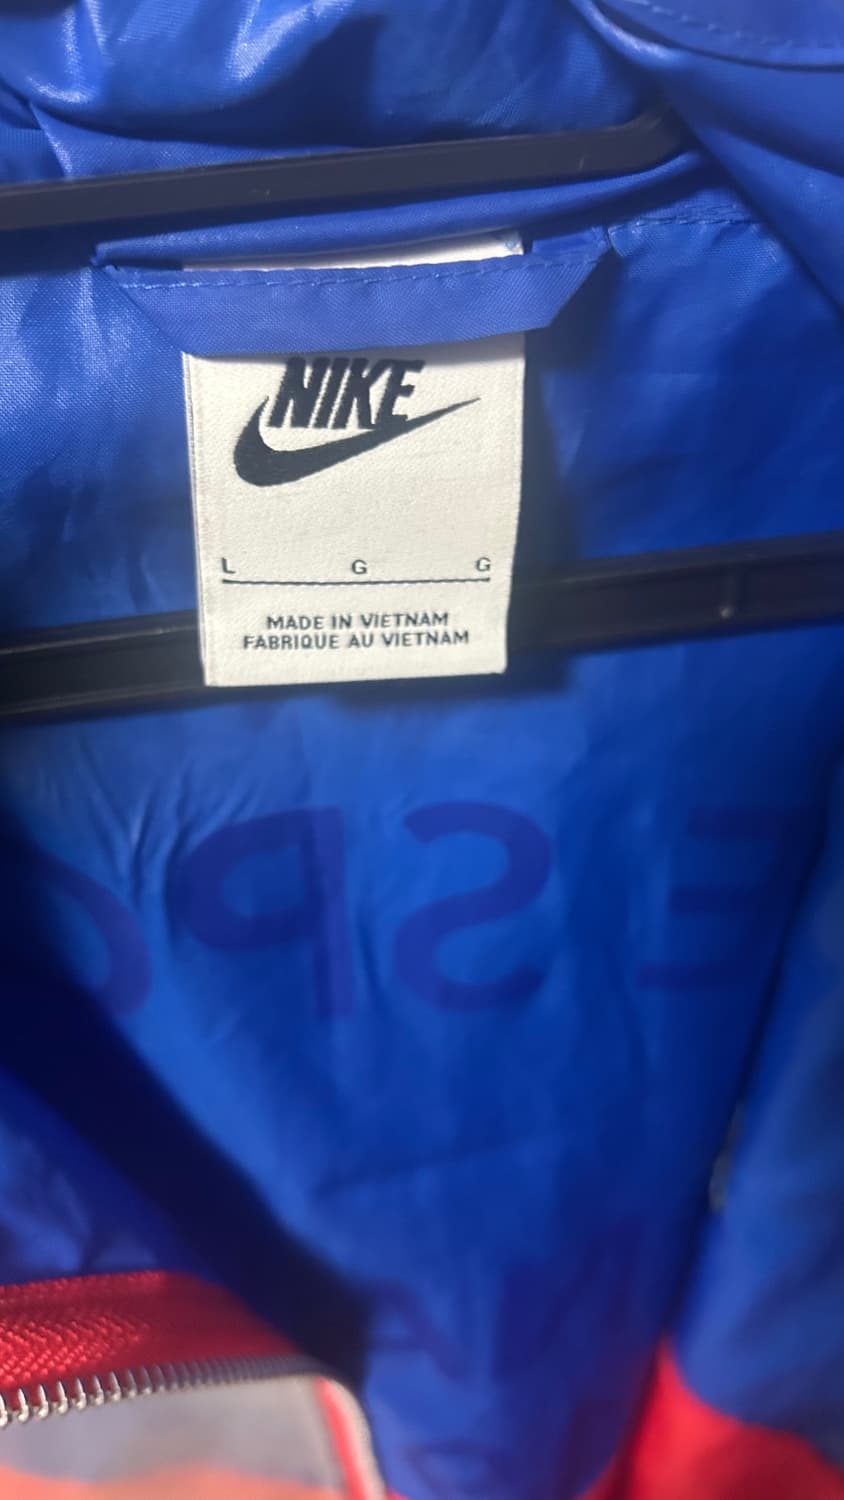 NIKE
L G G
MADE IN VIETNAM
FABRIQUE AU VIETNAM